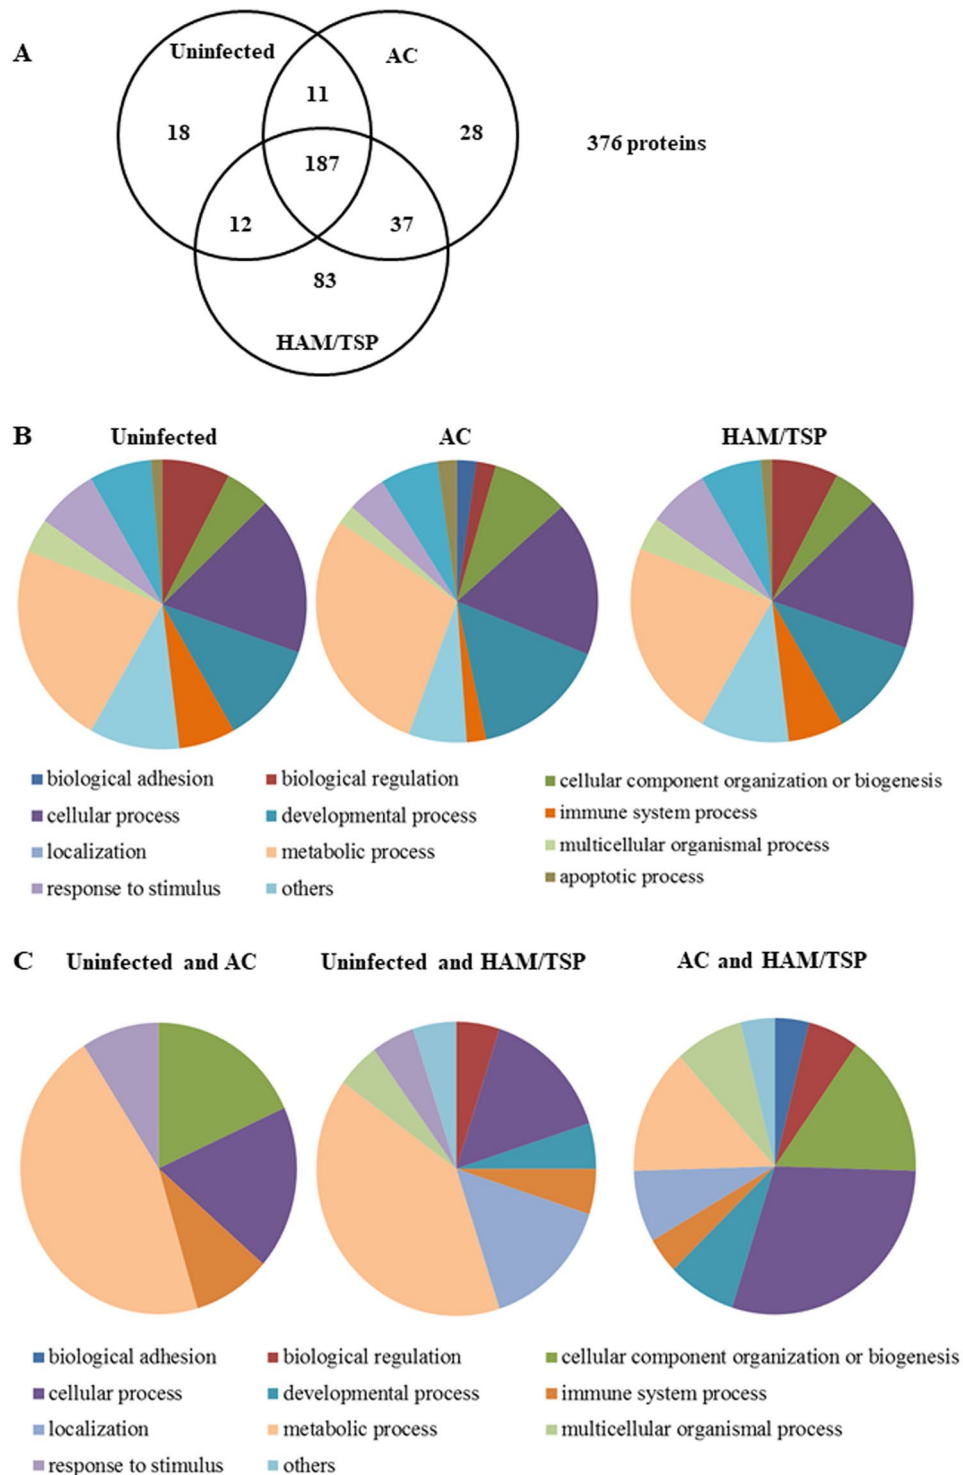 A
Uninfected
AC
11
18
28
376 proteins
187
12
37
83
HAM/TSP
B
Uninfected
AC
HAM/TSP
biological adhesion
biological regulation
cellular component organization or biogenesis
cellular process
developmental process
immune system process
localization
metabolic process
multicellular organismal process
response to stimulus
others
apoptotic process
C
Uninfected and AC
Uninfected and HAM/TSP
AC and HAM/TSP
biological adhesion
biological regulation
cellular component organization or biogenesis
cellular process
developmental process
immune system process
localization
metabolic process
multicellular organismal process
response to stimulus
others